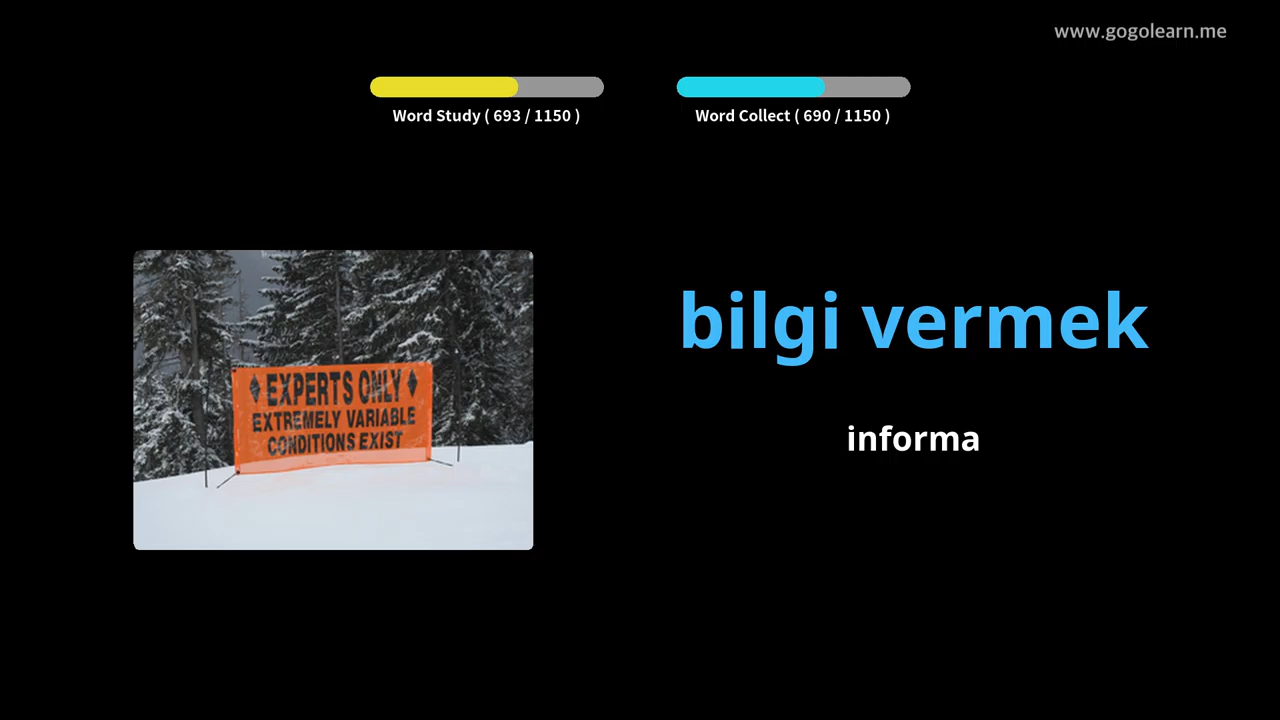 www.gogolearn.me
Word Study ( 693 / 1150 )
Word Collect ( 690 / 1150 )
EXPERTS ONLY
EXTREMELY VARIABLE
CONDITIONS EXIST
bilgi vermek
informa